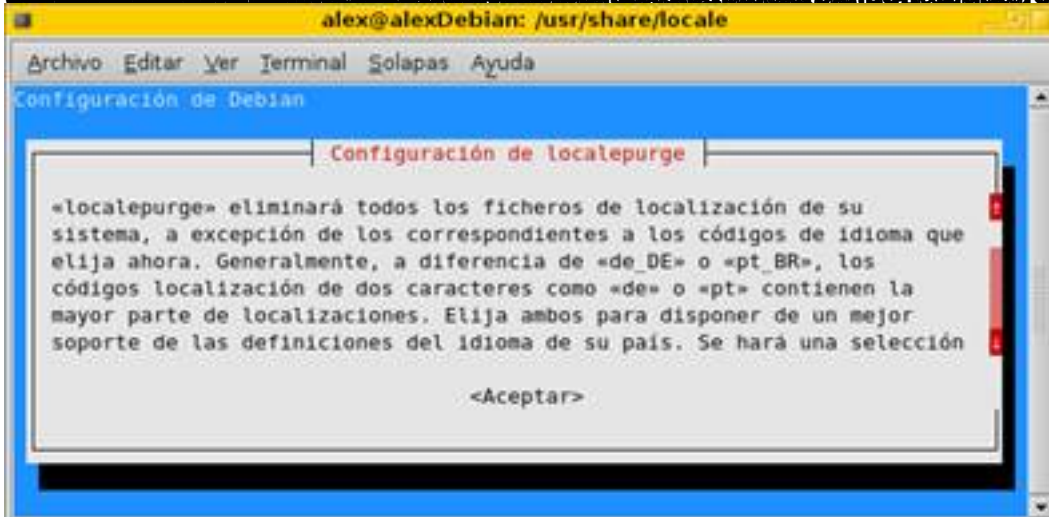 alex@alexDebian: /usr/share/locale
Archivo Editar Ver Terminal Solapas Ayuda
Configuración de Debian
Configuración de localepurge
«localepurge» eliminará todos los ficheros de localización de su
sistema, a excepción de los correspondientes a los códigos de idioma que
elija ahora. Generalmente, a diferencia de «de_DE» o «pt_BR», los
códigos localización de dos caracteres como «de» o «pt» contienen la
mayor parte de localizaciones. Elija ambos para disponer de un mejor
soporte de las definiciones del idioma de su país. Se hará una selección
<Aceptar>